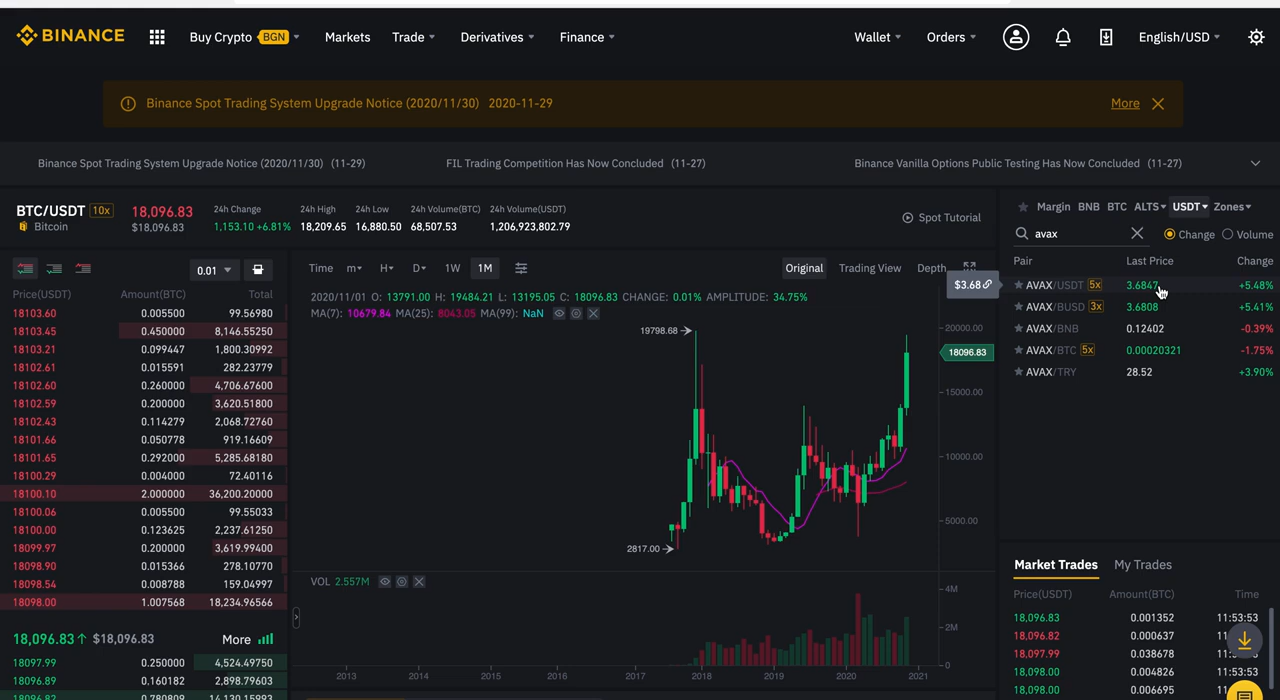 BINANCE
Buy Crypto BGN Markets Trade Derivatives Finance Wallet Orders English/USD
Binance Spot Trading System Upgrade Notice (2020/11/30) 2020-11-29 More
Binance Spot Trading System Upgrade Notice (2020/11/30) (11-29) FIL Trading Competition Has Now Concluded (11-27) Binance Vanilla Options Public Testing Has Now Concluded (11-27)
BTC/USDT 10x
Bitcoin
18,096.83
$18,096.83
24h Change
1,153.10 +6.81%
24h High
18,209.65
24h Low
16,880.50
24h Volume(BTC)
68,507.53
24h Volume(USDT)
1,206,923,802.79
Spot Tutorial
0.01
Price(USDT) Amount(BTC) Total
18103.60 0.005500 99.56980
18103.45 0.450000 8,146.55250
18103.21 0.099447 1,800.30992
18102.61 0.015591 282.23779
18102.60 0.260000 4,706.67600
18102.59 0.200000 3,620.51800
18102.43 0.114279 2,068.72760
18101.66 0.050778 919.16609
18101.65 0.292000 5,285.68180
18100.29 0.004000 72.40116
18100.10 2.000000 36,200.20000
18100.06 0.005500 99.55033
18100.00 0.123625 2,237.61250
18099.97 0.200000 3,619.99400
18098.90 0.015366 278.10770
18098.54 0.008788 159.04997
18098.00 1.007568 18,234.96566
18,096.83↑ $18,096.83 More
18097.99 0.250000 4,524.49750
18096.89 0.160182 2,898.79603
18096.82 0.780809 14,130.15993
Time m H D 1W 1M Original Trading View Depth
2020/11/01 O: 13791.00 H: 19484.21 L: 13195.05 C: 18096.83 CHANGE: 0.01% AMPLITUDE: 34.75%
MA(7): 10679.84 MA(25): 8043.05 MA(99): NaN
19798.68
2817.00
20000.00
18096.83
15000.00
10000.00
5000.00
VOL 2.557M
4M
2M
0
2013 2014 2015 2016 2017 2018 2019 2020 2021
Margin BNB BTC ALTS USDT Zones
avax Change Volume
Pair Last Price Change
$3.68
AVAX/USDT 5x 3.6847 +5.48%
AVAX/BUSD 3x 3.6808 +5.41%
AVAX/BNB 0.12402 -0.39%
AVAX/BTC 5x 0.00020321 -1.75%
AVAX/TRY 28.52 +3.90%
Market Trades My Trades
Price(USDT) Amount(BTC) Time
18,096.83 0.001352 11:53:53
18,096.82 0.000637
18,097.99 0.038678
18,098.00 0.004826
18,098.00 0.005500